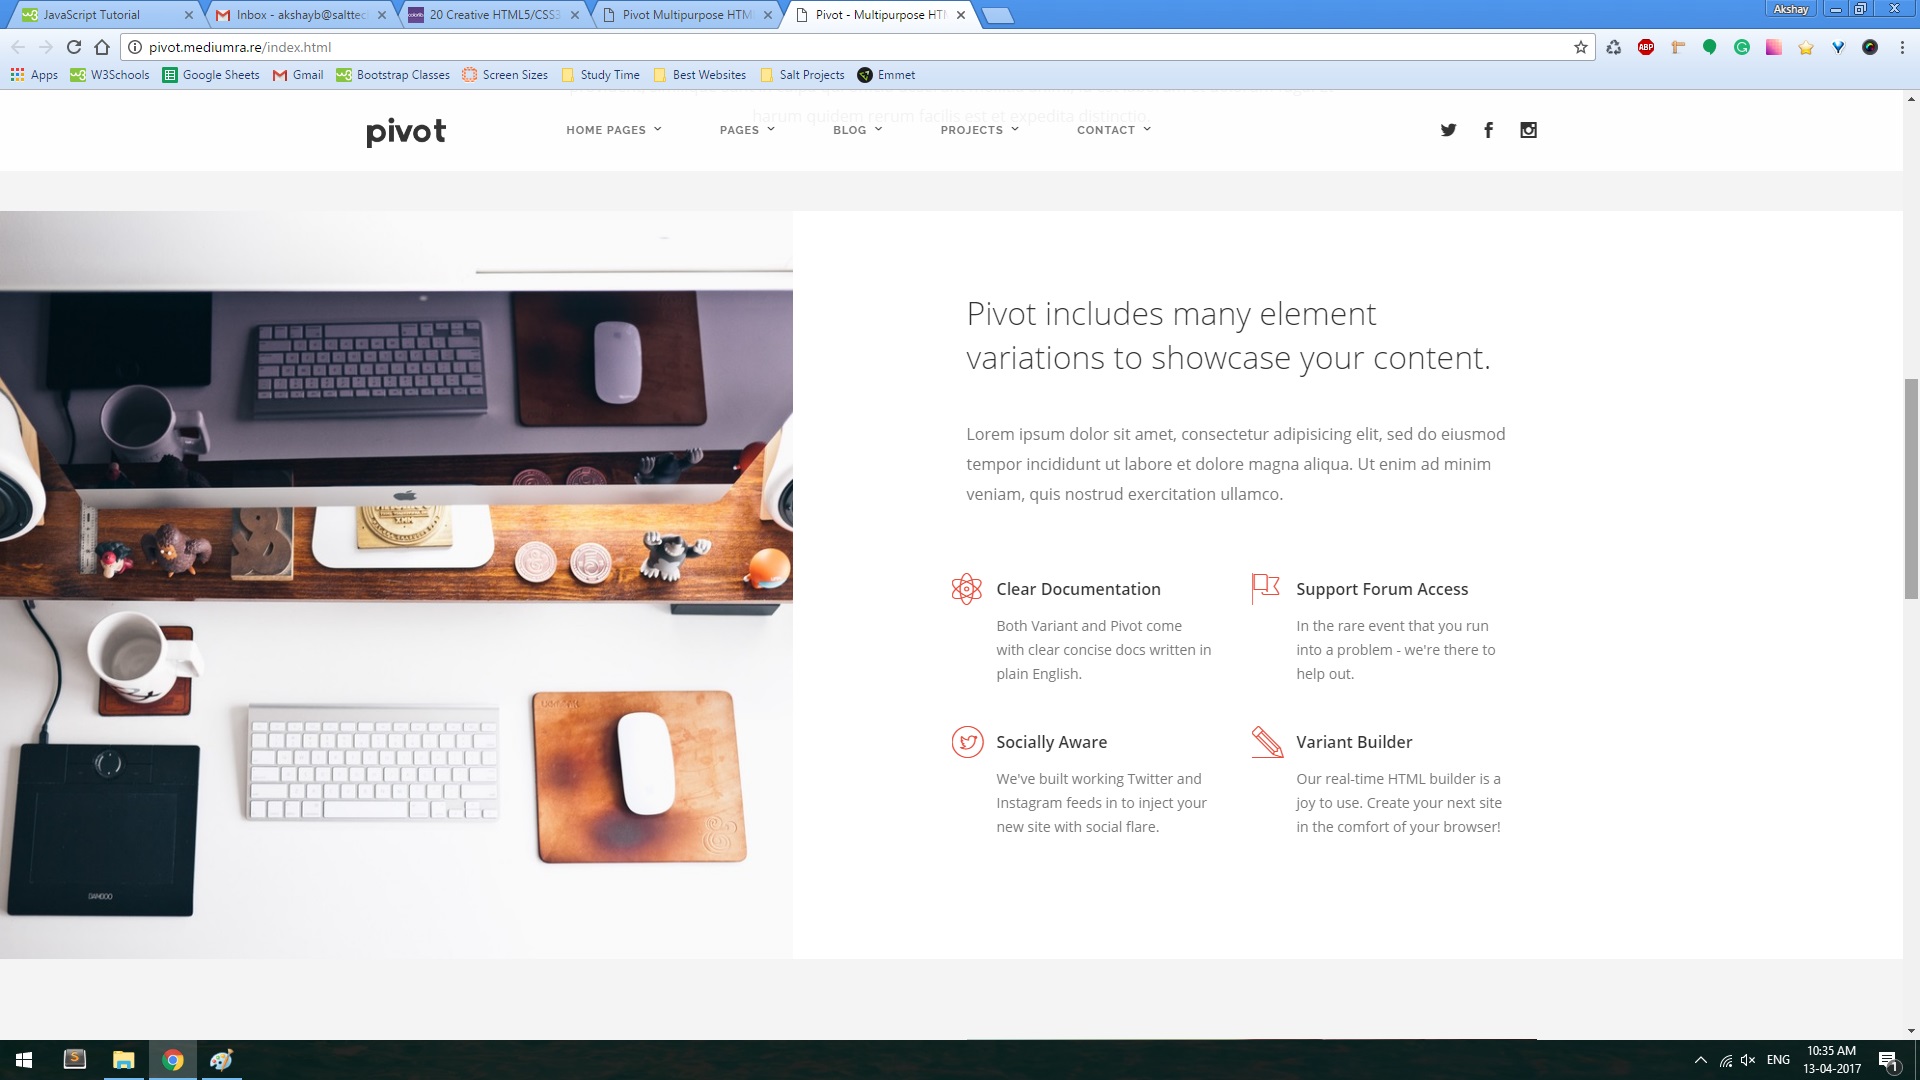 JavaScript Tutorial
Inbox - akshayb@salttec
20 Creative HTML5/CSS3
Pivot Multipurpose HTM
Pivot - Multipurpose HTM
Akshay
pivot.mediumra.re/index.html
ABP
Apps
W3Schools
Google Sheets
Gmail
Bootstrap Classes
Screen Sizes
Study Time
Best Websites
Salt Projects
Emmet
harum quidem rerum facilis est et expedita distinctio.
pivot
HOME PAGES
PAGES
BLOG
PROJECTS
CONTACT
Pivot includes many element
variations to showcase your content.
Lorem ipsum dolor sit amet, consectetur adipisicing elit, sed do eiusmod
tempor incididunt ut labore et dolore magna aliqua. Ut enim ad minim
veniam, quis nostrud exercitation ullamco.
Clear Documentation
Both Variant and Pivot come
with clear concise docs written in
plain English.
Support Forum Access
In the rare event that you run
into a problem - we're there to
help out.
Socially Aware
We've built working Twitter and
Instagram feeds in to inject your
new site with social flare.
Variant Builder
Our real-time HTML builder is a
joy to use. Create your next site
in the comfort of your browser!
ENG
10:35 AM
13-04-2017
1